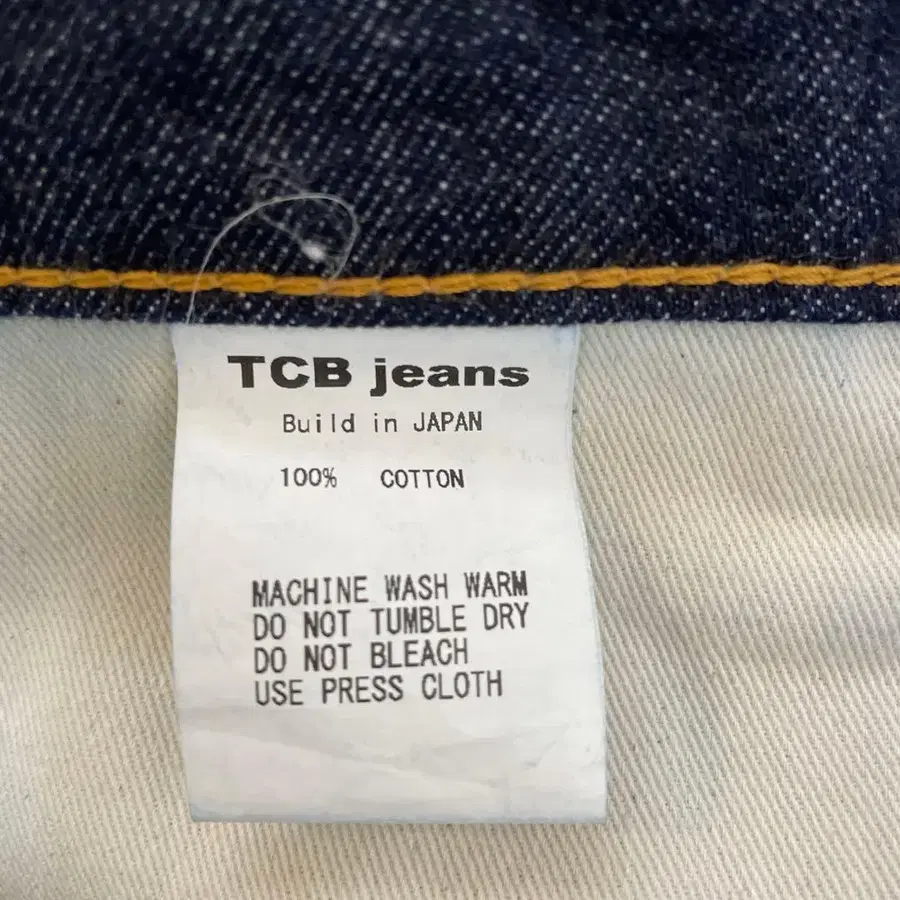 TCB jeans
Build in JAPAN
100% COTTON
MACHINE WASH WARM
DO NOT TUMBLE DRY
DO NOT BLEACH
USE PRESS CLOTH